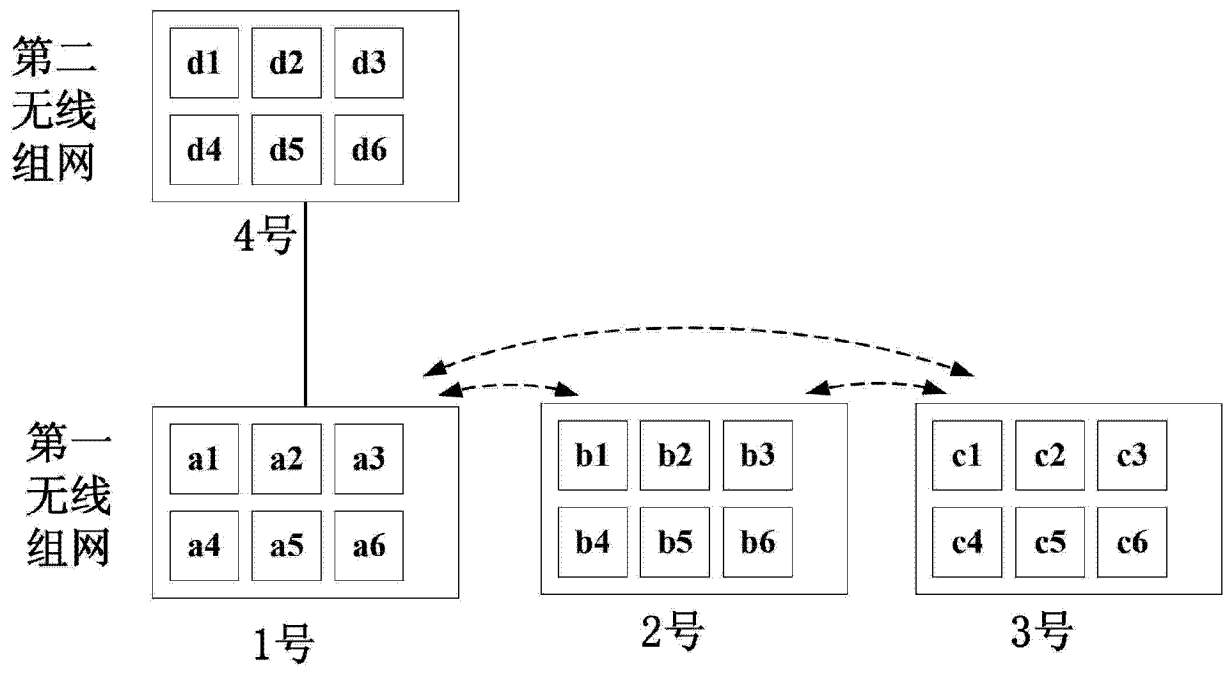 第二
无线
组网
d1 d2 d3
d4 d5 d6
4号
第一
无线
组网
a1 a2 a3
a4 a5 a6
1号
b1 b2 b3
b4 b5 b6
2号
c1 c2 c3
c4 c5 c6
3号